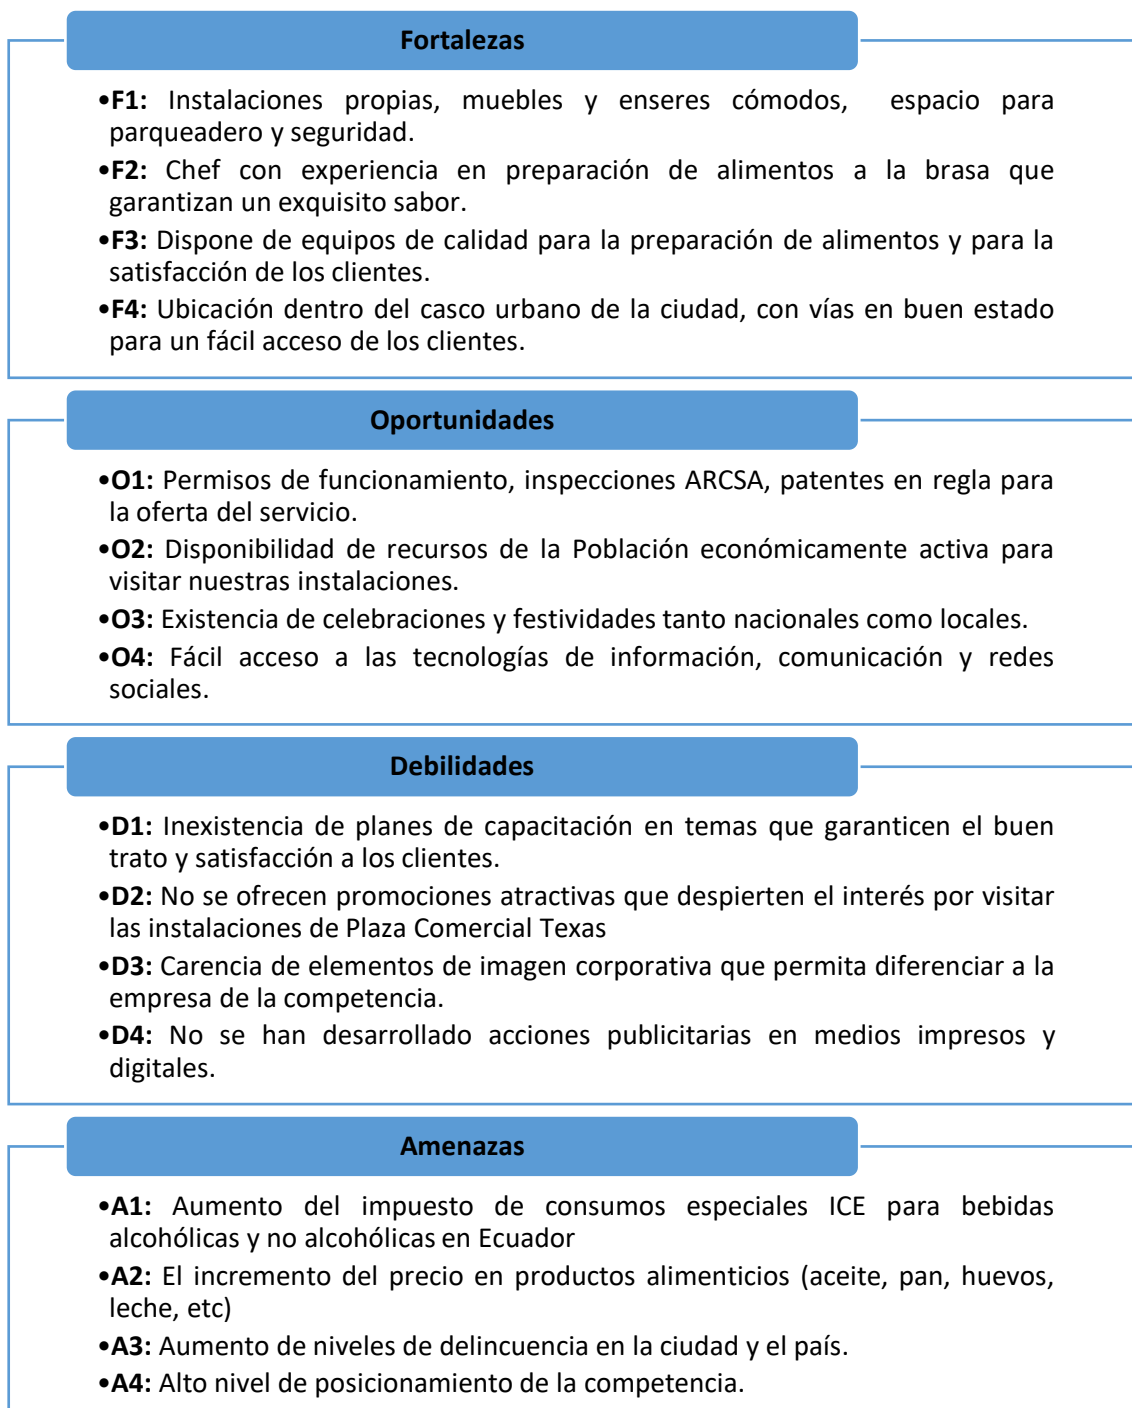 Fortalezas
•F1: Instalaciones propias, muebles y enseres cómodos, espacio para
parqueadero y seguridad.
•F2: Chef con experiencia en preparación de alimentos a la brasa que
garantizan un exquisito sabor.
•F3: Dispone de equipos de calidad para la preparación de alimentos y para la
satisfacción de los clientes.
•F4: Ubicación dentro del casco urbano de la ciudad, con vías en buen estado
para un fácil acceso de los clientes.
Oportunidades
•O1: Permisos de funcionamiento, inspecciones ARCSA, patentes en regla para
la oferta del servicio.
•O2: Disponibilidad de recursos de la Población económicamente activa para
visitar nuestras instalaciones.
•O3: Existencia de celebraciones y festividades tanto nacionales como locales.
•O4: Fácil acceso a las tecnologías de información, comunicación y redes
sociales.
Debilidades
•D1: Inexistencia de planes de capacitación en temas que garanticen el buen
trato y satisfacción a los clientes.
•D2: No se ofrecen promociones atractivas que despierten el interés por visitar
las instalaciones de Plaza Comercial Texas
•D3: Carencia de elementos de imagen corporativa que permita diferenciar a la
empresa de la competencia.
•D4: No se han desarrollado acciones publicitarias en medios impresos y
digitales.
Amenazas
•A1: Aumento del impuesto de consumos especiales ICE para bebidas
alcohólicas y no alcohólicas en Ecuador
•A2: El incremento del precio en productos alimenticios (aceite, pan, huevos,
leche, etc)
•A3: Aumento de niveles de delincuencia en la ciudad y el país.
•A4: Alto nivel de posicionamiento de la competencia.